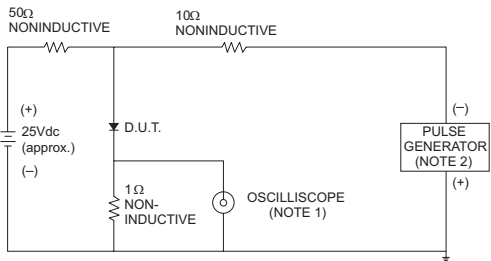 50Ω
NONINDUCTIVE
10Ω
NONINDUCTIVE
(+)
25Vdc
(approx.)
(–)
D.U.T.
1Ω
NON-
INDUCTIVE
OSCILLISCOPE
(NOTE 1)
(–)
PULSE
GENERATOR
(NOTE 2)
(+)